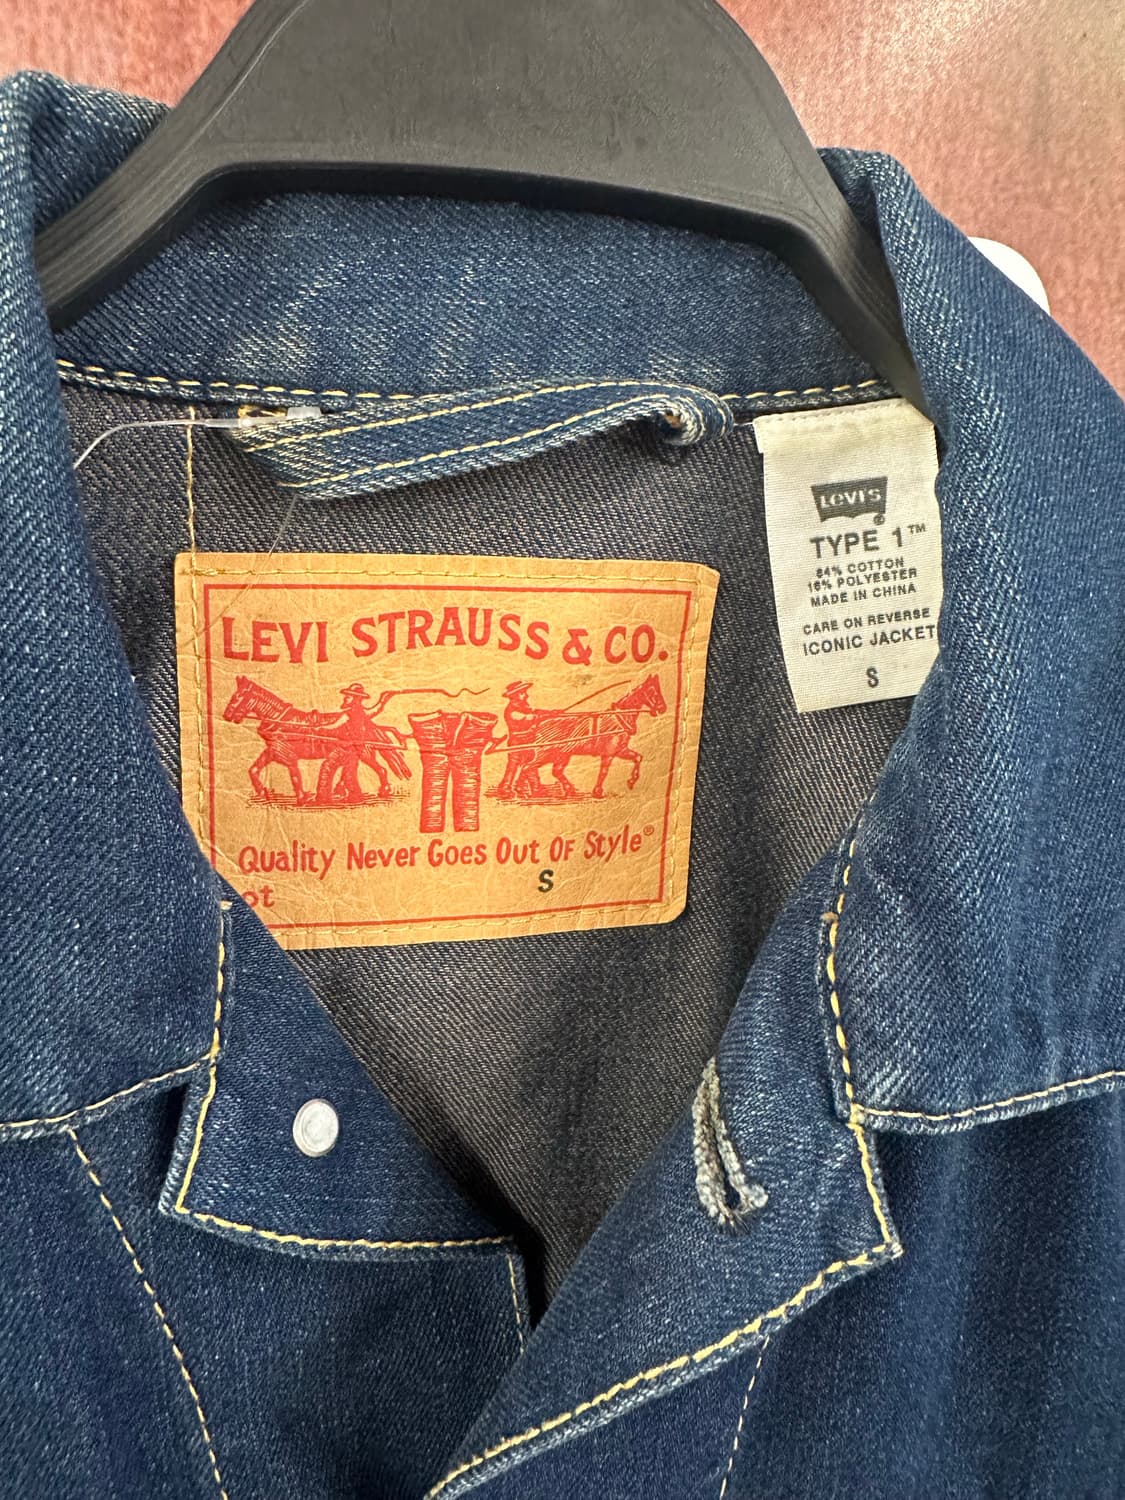 LEVI STRAUSS & CO.
Quality Never Goes Out Of Style®
S
ot
LEVI'S
®
TYPE 1™
84% COTTON
16% POLYESTER
MADE IN CHINA
CARE ON REVERSE
ICONIC JACKET
S